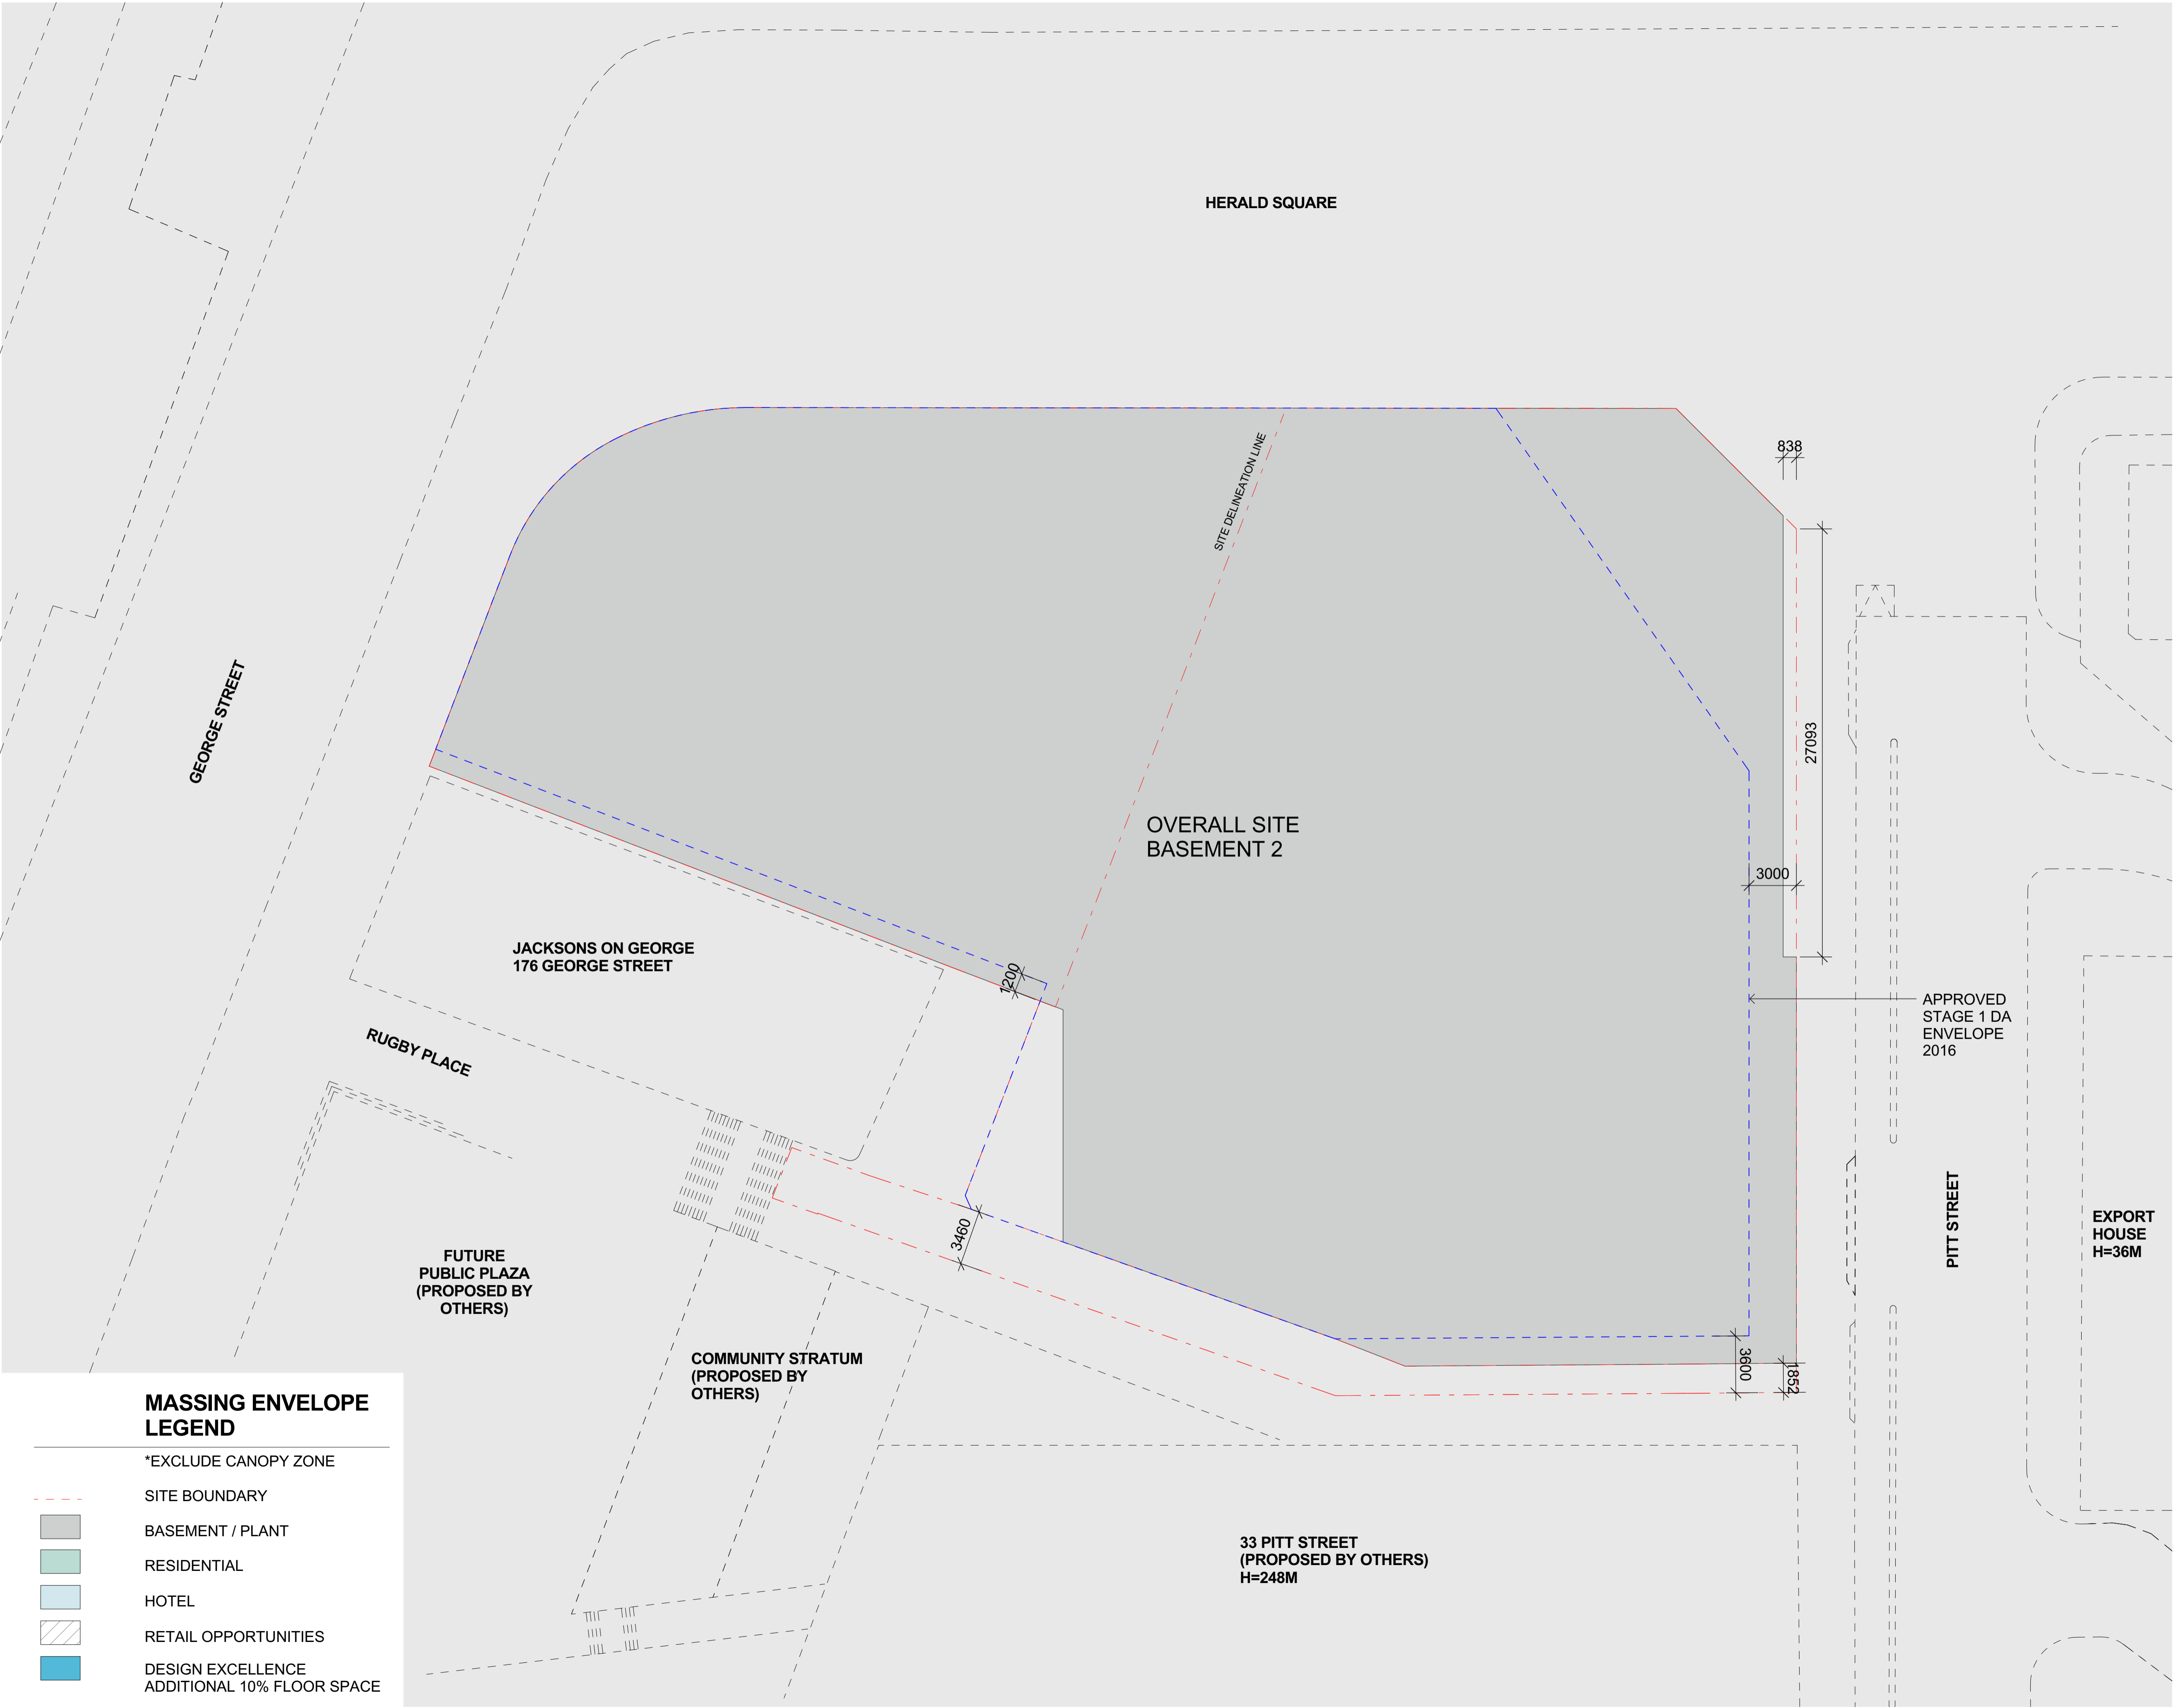 HERALD SQUARE
838
SITE DELINEATION LINE
GEORGE STREET
27093
OVERALL SITE
BASEMENT 2
3000
JACKSONS ON GEORGE
176 GEORGE STREET
1200
APPROVED
STAGE 1 DA
ENVELOPE
2016
RUGBY PLACE
PITT STREET
EXPORT
HOUSE
H=36M
3460
FUTURE
PUBLIC PLAZA
(PROPOSED BY
OTHERS)
COMMUNITY STRATUM
(PROPOSED BY
OTHERS)
3600
1852
33 PITT STREET
(PROPOSED BY OTHERS)
H=248M
MASSING ENVELOPE
LEGEND
*EXCLUDE CANOPY ZONE
SITE BOUNDARY
BASEMENT / PLANT
RESIDENTIAL
HOTEL
RETAIL OPPORTUNITIES
DESIGN EXCELLENCE
ADDITIONAL 10% FLOOR SPACE